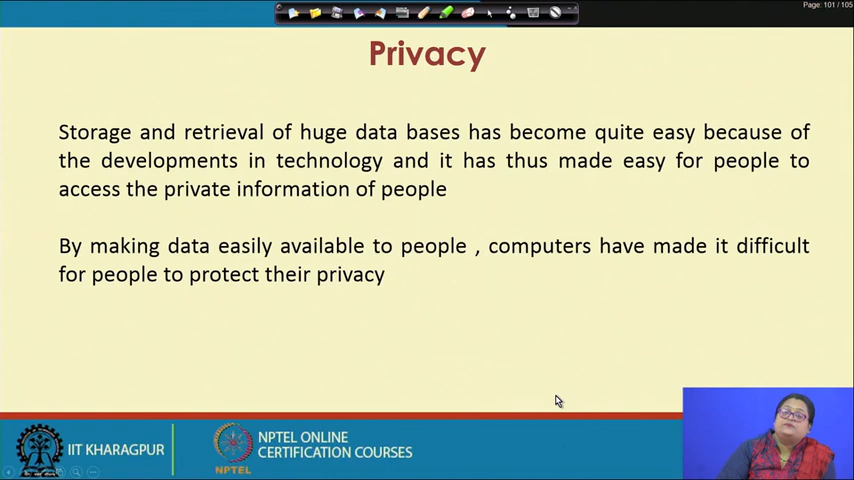 Page: 101 / 105
Privacy
Storage and retrieval of huge data bases has become quite easy because of
the developments in technology and it has thus made easy for people to
access the private information of people
By making data easily available to people , computers have made it difficult
for people to protect their privacy
IIT KHARAGPUR
NPTEL
NPTEL ONLINE
CERTIFICATION COURSES